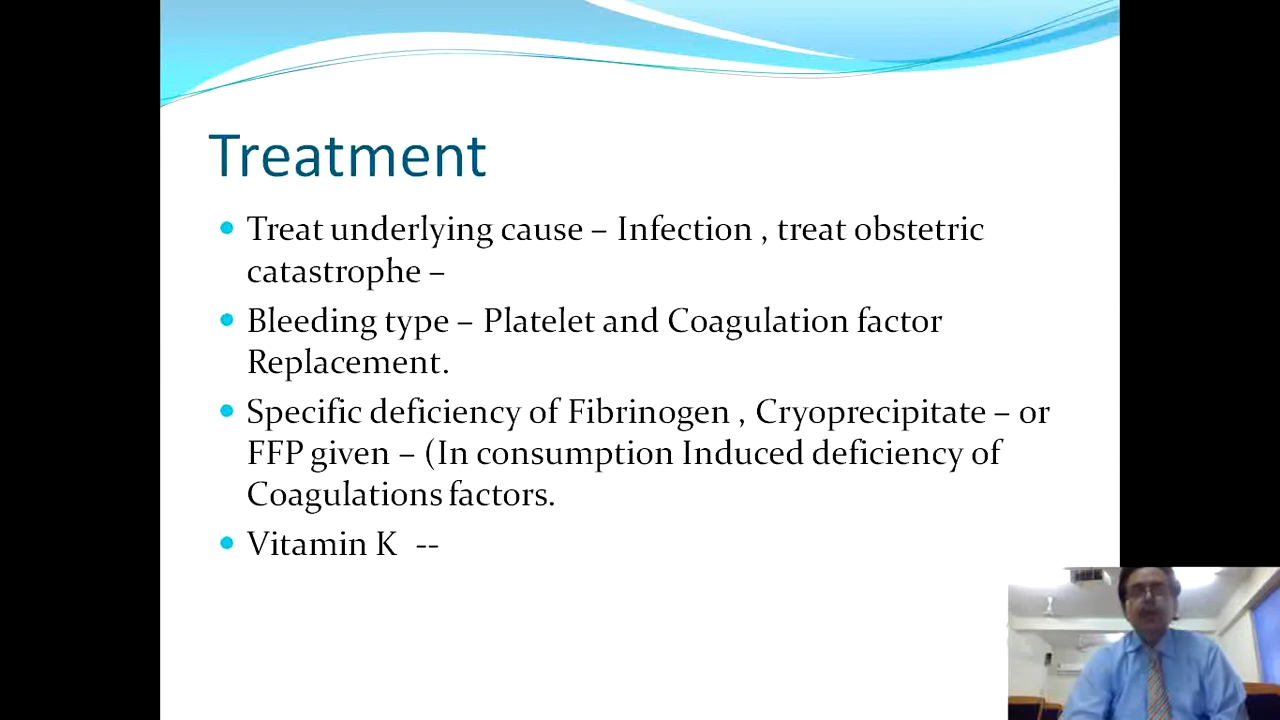 Treatment
Treat underlying cause – Infection , treat obstetric
catastrophe –
Bleeding type – Platelet and Coagulation factor
Replacement.
Specific deficiency of Fibrinogen , Cryoprecipitate – or
FFP given – (In consumption Induced deficiency of
Coagulations factors.
Vitamin K --